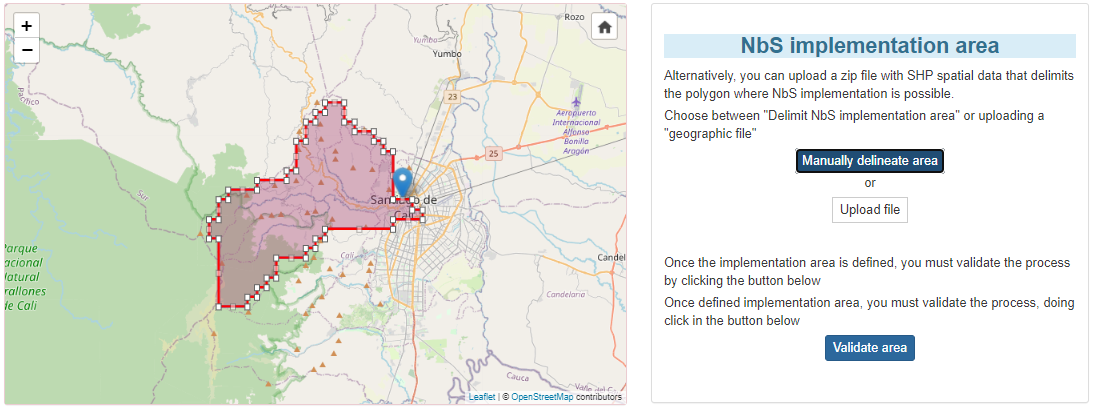 +
−
Rozo
Yumbo
Yumbo
Pacífico
23
Aeropuerto
Internacional
Alfonso
Bonilla
Aragón
25
Sur
Santiago de
Cali
Parque
Nacional
Natural
Farallones
de Cali
Cali
Candel
Candelaria
Cauca
Valle del C
Leaflet | © OpenStreetMap contributors
NbS implementation area
Alternatively, you can upload a zip file with SHP spatial data that delimits
the polygon where NbS implementation is possible.
Choose between "Delimit NbS implementation area" or uploading a
"geographic file"
Manually delineate area
or
Upload file
Once the implementation area is defined, you must validate the process
by clicking the button below
Once defined implementation area, you must validate the process, doing
click in the button below
Validate area